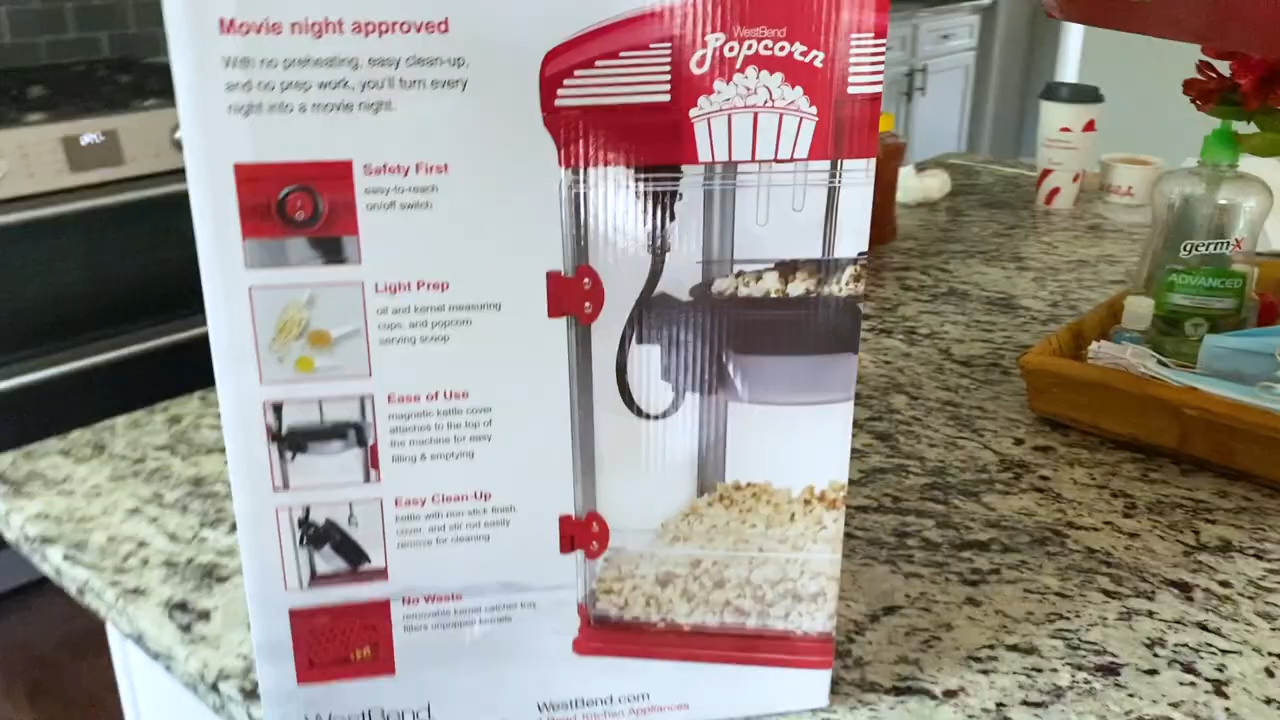 Movie night approved
With no preheating, easy clean-up,
and no prep work, you'll turn every
night into a movie night.
Safety First
easy-to-reach
on/off switch
Light Prep
oil and kernel measuring
cups, and popcorn
serving scoop
Ease of Use
magnetic kettle cover
attaches to the top of
the machine for easy
filling & emptying
Easy Clean-Up
kettle with non-stick finish,
cover, and stir rod easily
remove for cleaning
No Waste
removable kernel catcher tray
filters unpopped kernels
WestBend
WestBend.com
Kitchen Appliances
WestBend
Popcorn
germ-x
ADVANCED